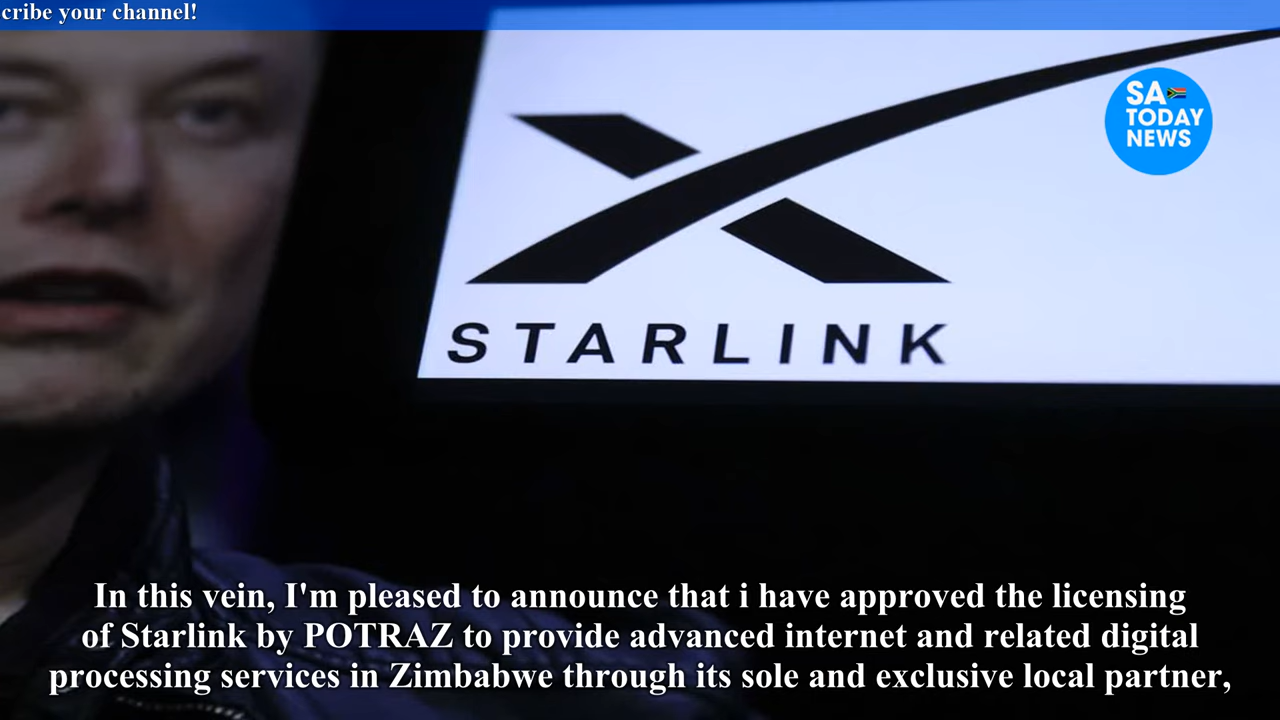 cribe your channel!
SA
TODAY
NEWS
STARLINK
In this vein, I'm pleased to announce that i have approved the licensing
of Starlink by POTRAZ to provide advanced internet and related digital
processing services in Zimbabwe through its sole and exclusive local partner,